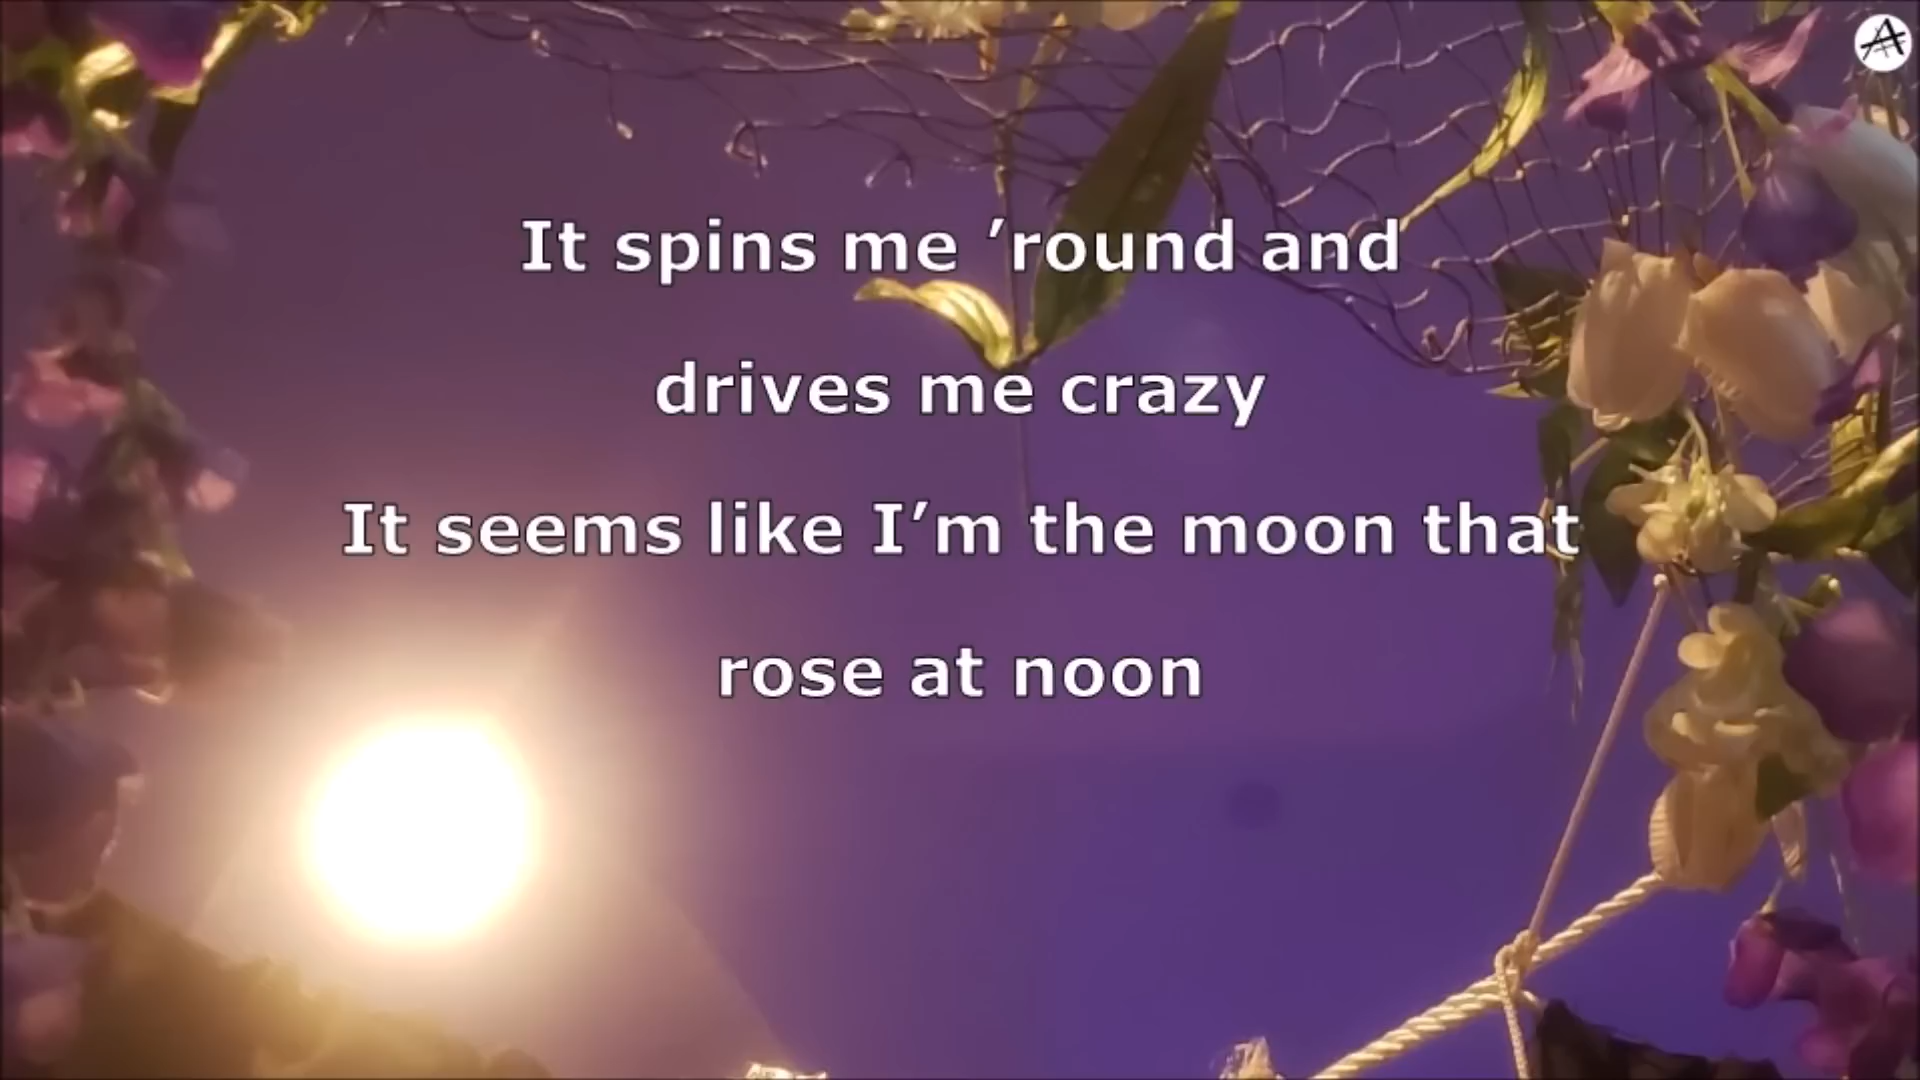 It spins me ’round and
drives me crazy
It seems like I’m the moon that
rose at noon